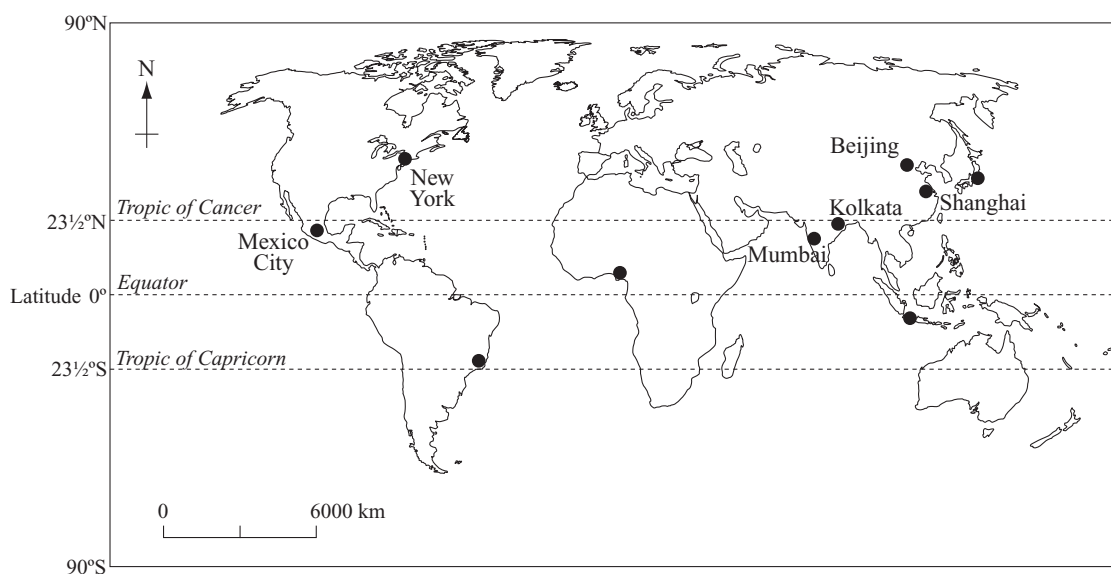 90ºN
N
Beijing
New
York
Tropic of Cancer
Kolkata
Shanghai
23½ºN
Mexico
City
Mumbai
Equator
Latitude 0º
Tropic of Capricorn
23½ºS
0
6000 km
90ºS